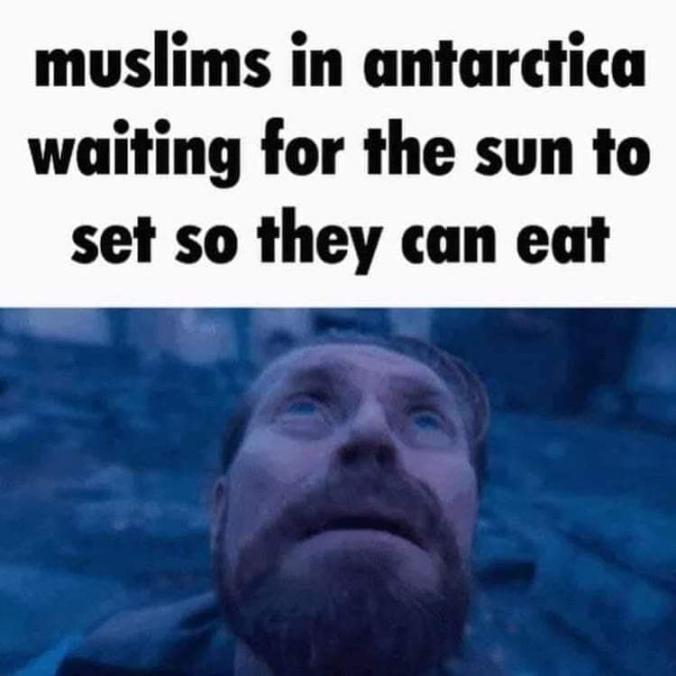 muslims in antarctica
waiting for the sun to
set so they can eat